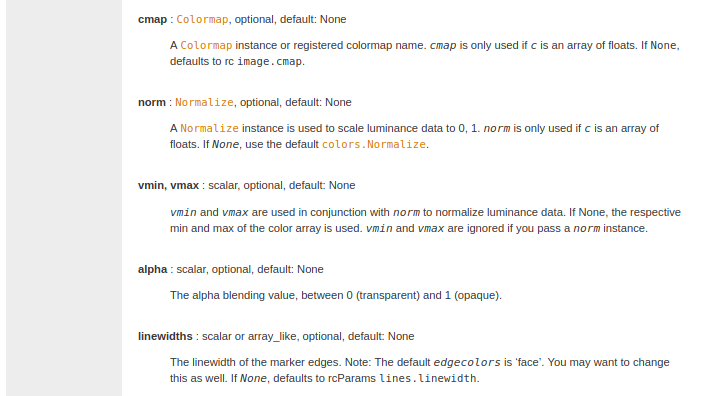 cmap : Colormap, optional, default: None
A Colormap instance or registered colormap name. cmap is only used if c is an array of floats. If None,
defaults to rc image.cmap.
norm : Normalize, optional, default: None
A Normalize instance is used to scale luminance data to 0, 1. norm is only used if c is an array of
floats. If None, use the default colors.Normalize.
vmin, vmax : scalar, optional, default: None
vmin and vmax are used in conjunction with norm to normalize luminance data. If None, the respective
min and max of the color array is used. vmin and vmax are ignored if you pass a norm instance.
alpha : scalar, optional, default: None
The alpha blending value, between 0 (transparent) and 1 (opaque).
linewidths : scalar or array_like, optional, default: None
The linewidth of the marker edges. Note: The default edgecolors is ‘face’. You may want to change
this as well. If None, defaults to rcParams lines.linewidth.